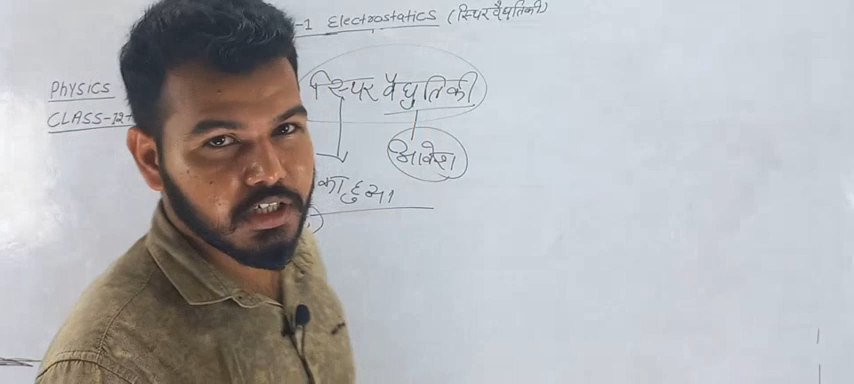 -1 Electrostatics (स्थिर वैद्युतिकी)
Physics
CLASS-12
स्थिर वैद्युतिकी
आवेश
का